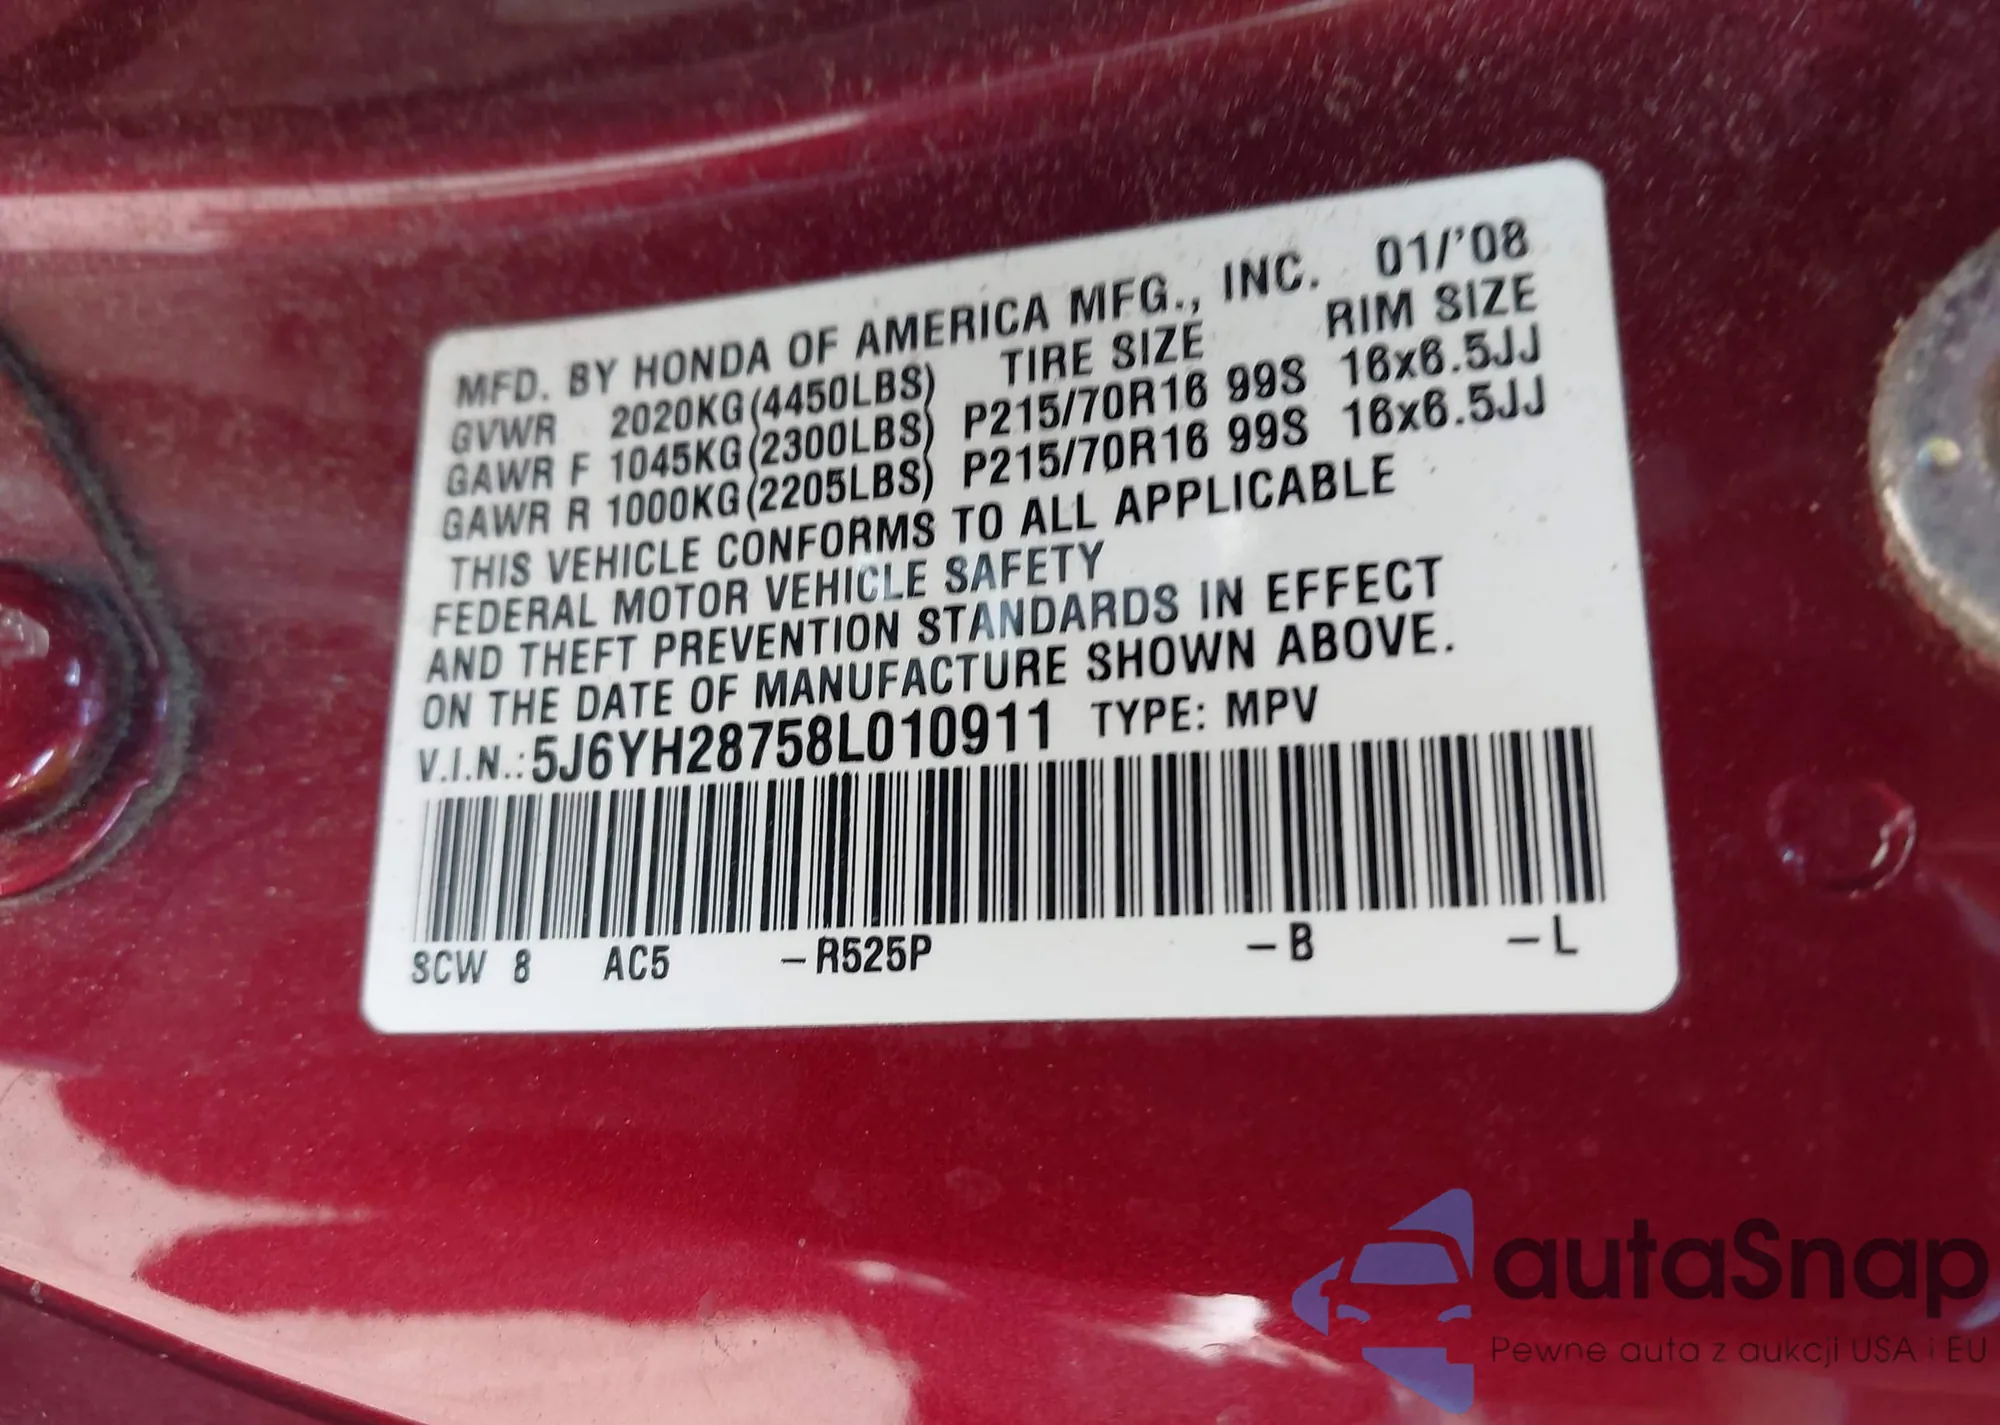 MFD. BY HONDA OF AMERICA MFG., INC. 01/'08
GVWR 2020KG(4450LBS) TIRE SIZE RIM SIZE
GAWR F 1045KG(2300LBS) P215/70R16 99S 16x6.5JJ
GAWR R 1000KG(2205LBS) P215/70R16 99S 16x6.5JJ
THIS VEHICLE CONFORMS TO ALL APPLICABLE
FEDERAL MOTOR VEHICLE SAFETY
AND THEFT PREVENTION STANDARDS IN EFFECT
ON THE DATE OF MANUFACTURE SHOWN ABOVE.
V.I.N.: 5J6YH28758L010911 TYPE: MPV
SCW 8 AC5 -R525P -B -L
autaSnap
Pewne auta z aukcji USA i EU